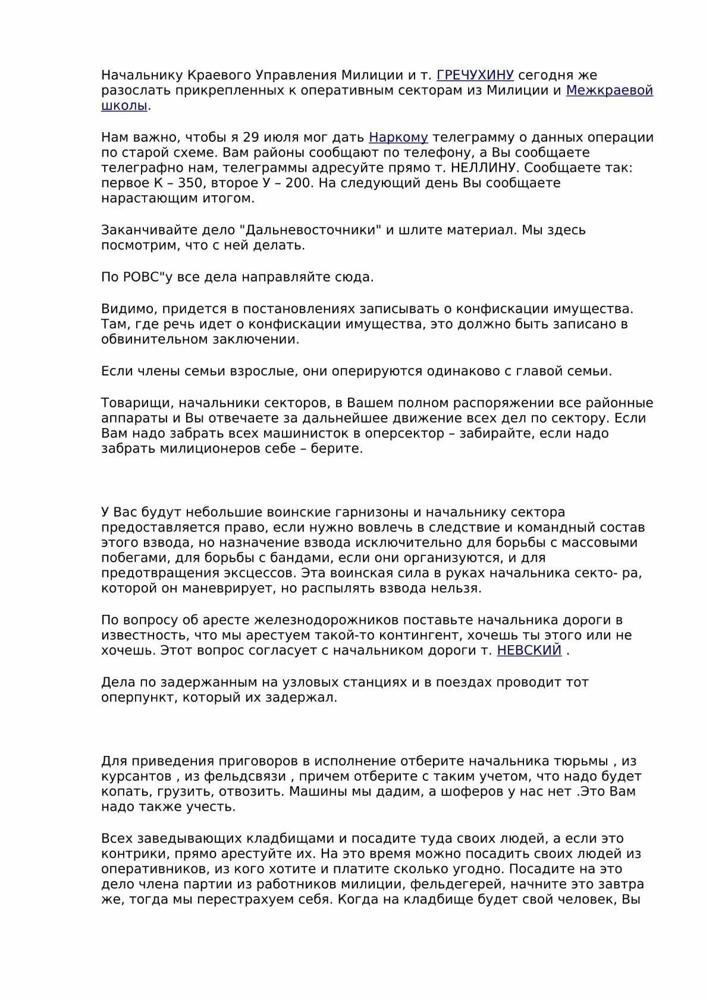 Начальнику Краевого Управления Милиции и т. ГРЕЧУХИНУ сегодня же
разослать прикрепленных к оперативным секторам из Милиции и Межкраевой
школы.
Нам важно, чтобы я 29 июля мог дать Наркому телеграмму о данных операции
по старой схеме. Вам районы сообщают по телефону, а Вы сообщаете
телеграфно нам, телеграммы адресуйте прямо т. НЕЛЛИНУ. Сообщаете так:
первое К – 350, второе У – 200. На следующий день Вы сообщаете
нарастающим итогом.
Заканчивайте дело "Дальневосточники" и шлите материал. Мы здесь
посмотрим, что с ней делать.
По РОВС"у все дела направляйте сюда.
Видимо, придется в постановлениях записывать о конфискации имущества.
Там, где речь идет о конфискации имущества, это должно быть записано в
обвинительном заключении.
Если члены семьи взрослые, они оперируются одинаково с главой семьи.
Товарищи, начальники секторов, в Вашем полном распоряжении все районные
аппараты и Вы отвечаете за дальнейшее движение всех дел по сектору. Если
Вам надо забрать всех машинисток в оперсектор – забирайте, если надо
забрать милиционеров себе – берите.
У Вас будут небольшие воинские гарнизоны и начальнику сектора
предоставляется право, если нужно вовлечь в следствие и командный состав
этого взвода, но назначение взвода исключительно для борьбы с массовыми
побегами, для борьбы с бандами, если они организуются, и для
предотвращения эксцессов. Эта воинская сила в руках начальника секто- ра,
которой он маневрирует, но распылять взвода нельзя.
По вопросу об аресте железнодорожников поставьте начальника дороги в
известность, что мы арестуем такой-то контингент, хочешь ты этого или не
хочешь. Этот вопрос согласует с начальником дороги т. НЕВСКИЙ .
Дела по задержанным на узловых станциях и в поездах проводит тот
оперпункт, который их задержал.
Для приведения приговоров в исполнение отберите начальника тюрьмы , из
курсантов , из фельдсвязи , причем отберите с таким учетом, что надо будет
копать, грузить, отвозить. Машины мы дадим, а шоферов у нас нет .Это Вам
надо также учесть.
Всех заведывающих кладбищами и посадите туда своих людей, а если это
контрики, прямо арестуйте их. На это время можно посадить своих людей из
оперативников, из кого хотите и платите сколько угодно. Посадите на это
дело члена партии из работников милиции, фельдегерей, начните это завтра
же, тогда мы перестрахуем себя. Когда на кладбище будет свой человек, Вы